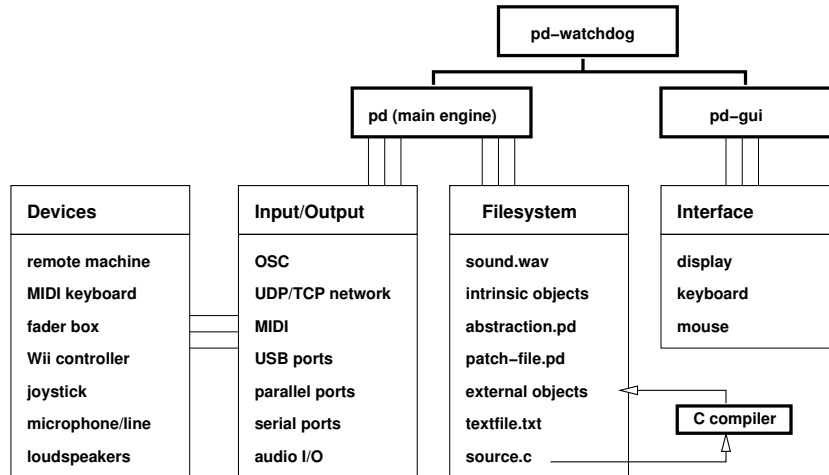 pd−watchdog
pd (main engine)
pd−gui
Devices
remote machine
MIDI keyboard
fader box
Wii controller
joystick
microphone/line
loudspeakers
Input/Output
OSC
UDP/TCP network
MIDI
USB ports
parallel ports
serial ports
audio I/O
Filesystem
sound.wav
intrinsic objects
abstraction.pd
patch−file.pd
external objects
textfile.txt
source.c
Interface
display
keyboard
mouse
C compiler